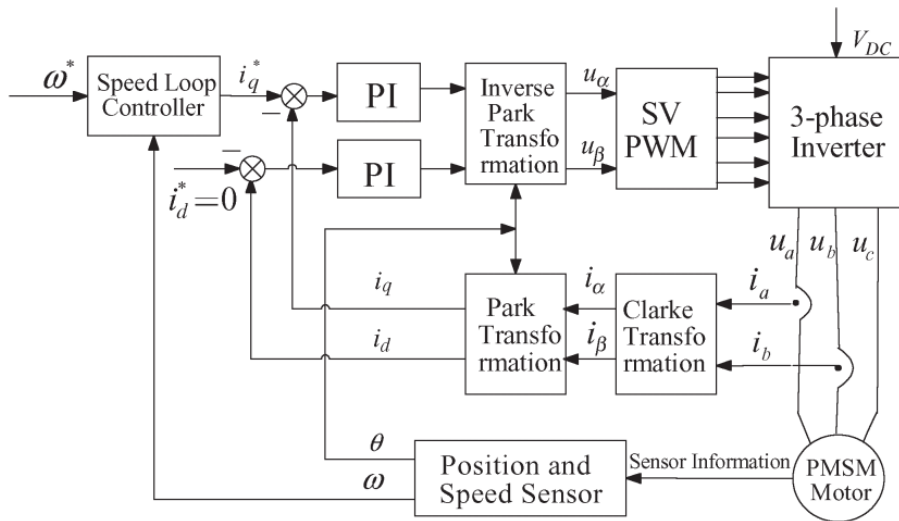 V_DC
ω*
Speed Loop
Controller
i_q*
−
PI
Inverse
Park
Transfo
rmation
u_α
u_β
SV
PWM
3-phase
Inverter
−
i_d*=0
PI
u_a
u_b
u_c
i_q
i_d
Park
Transfo
rmation
i_α
i_β
Clarke
Transfo
rmation
i_a
i_b
θ
ω
Position and
Speed Sensor
Sensor Information
PMSM
Motor